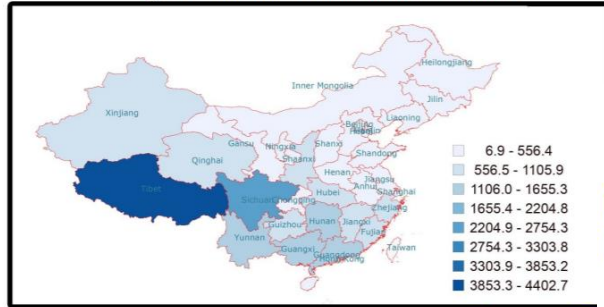 Heilongjiang
Inner Mongolia
Jilin
Xinjiang
Liaoning
Beijing
Gansu
Ningxia
Shanxi
Qinghai
Shaanxi
Shandong
Henan
Jiangsu
Tibet
Hubei
Anhui
Shanghai
Sichuan
Chongqing
Zhejiang
Hunan
Jiangxi
Guizhou
Fujian
Yunnan
Guangxi
Guangdong
Taiwan
6.9 - 556.4
556.5 - 1105.9
1106.0 - 1655.3
1655.4 - 2204.8
2204.9 - 2754.3
2754.3 - 3303.8
3303.9 - 3853.2
3853.3 - 4402.7